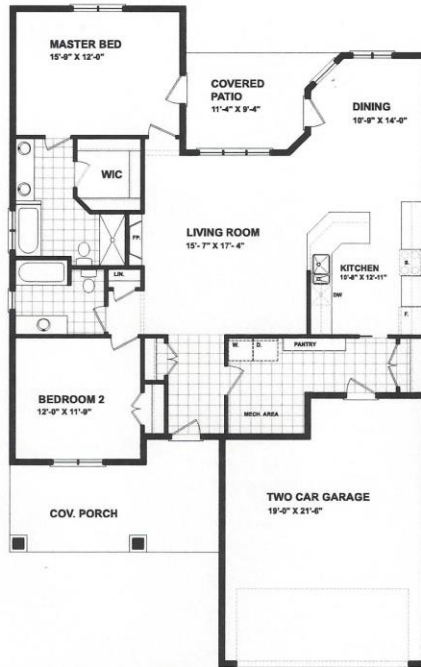 MASTER BED
15'-9" X 12'-0"
COVERED
PATIO
11'-4" X 9'-4"
DINING
10'-9" X 14'-0"
WIC
LIVING ROOM
15'- 7" X 17'- 4"
FP.
KITCHEN
10'-8" X 12'-11"
S.
LIN.
DW
F.
W.
D.
PANTRY
BEDROOM 2
12'-0" X 11'-9"
MECH. AREA
TWO CAR GARAGE
19'-0" X 21'-6"
COV. PORCH